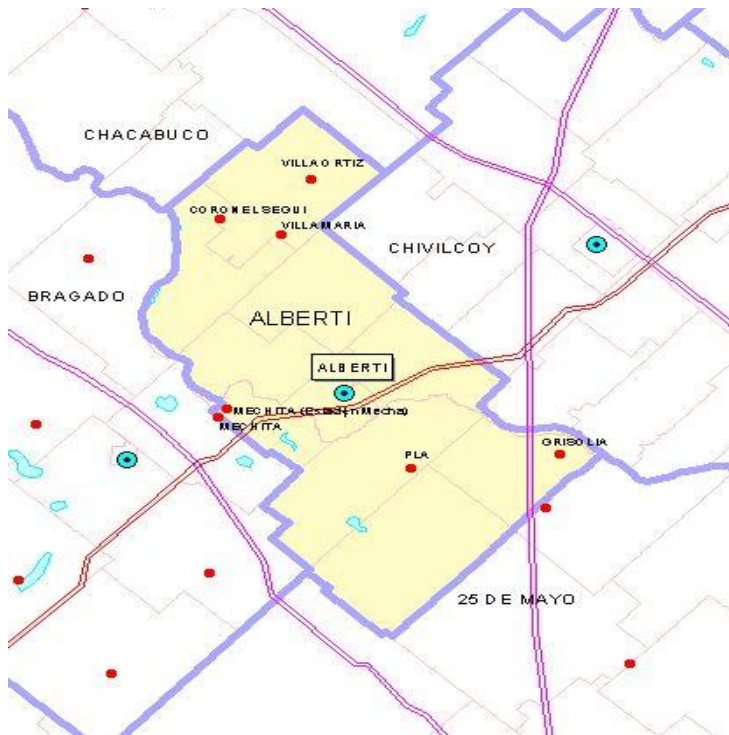 CHACABUCO
VILLA ORTIZ
CORONEL SEGUI
VILLA MARIA
CHIVILCOY
BRAGADO
ALBERTI
ALBERTI
MECHITA
PLA
GRISOLIA
25 DE MAYO